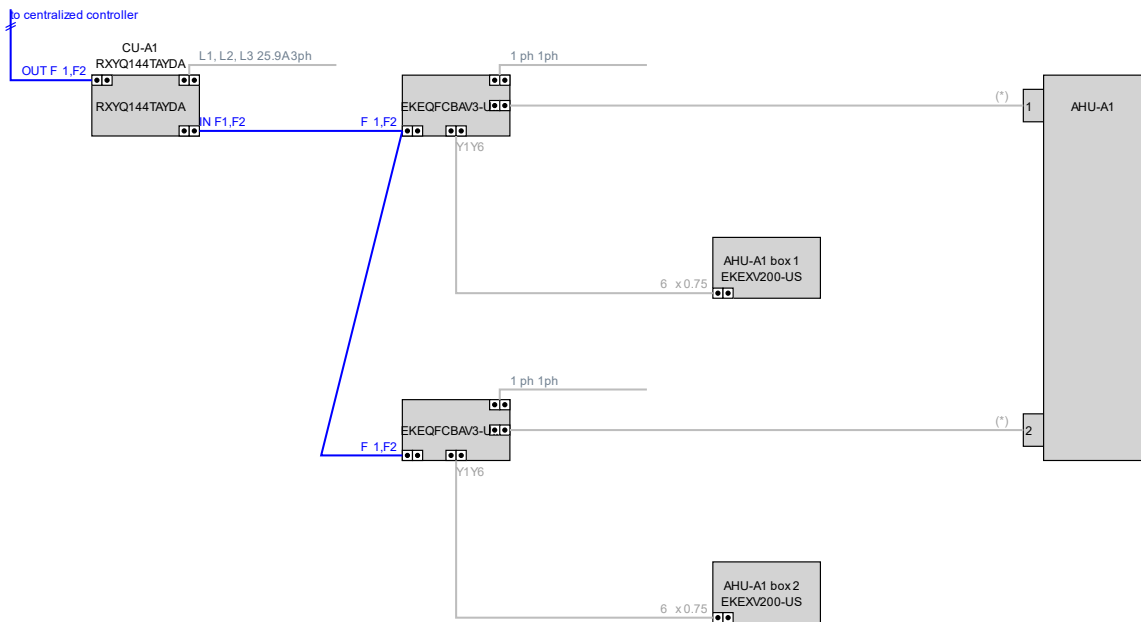 to centralized controller
CU-A1
RXYQ144TAYDA
L1, L2, L3 25.9A3ph
1 ph 1ph
OUT F 1,F2
RXYQ144TAYDA
EKEQFCBAV3-U
(*)
1
AHU-A1
IN F1,F2
F 1,F2
Y1Y6
AHU-A1 box 1
EKEXV200-US
6 x 0.75
1 ph 1ph
EKEQFCBAV3-U
(*)
2
F 1,F2
Y1Y6
AHU-A1 box 2
EKEXV200-US
6 x 0.75